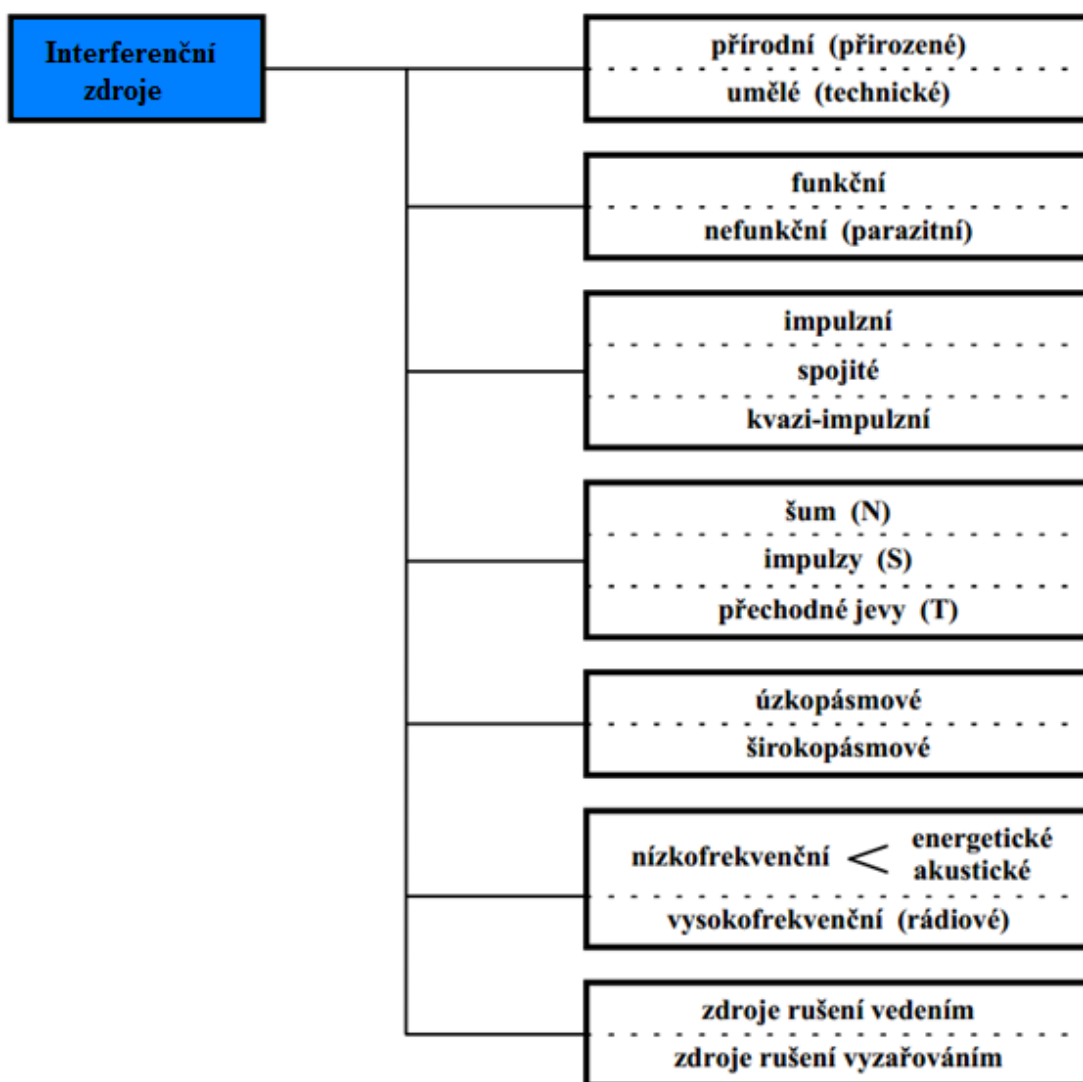 Interferenční
zdroje
přírodní (přirozené)
umělé (technické)
funkční
nefunkční (parazitní)
impulzní
spojité
kvazi-impulzní
šum (N)
impulzy (S)
přechodné jevy (T)
úzkopásmové
širokopásmové
nízkofrekvenční < energetické
akustické
vysokofrekvenční (rádiové)
zdroje rušení vedením
zdroje rušení vyzařováním